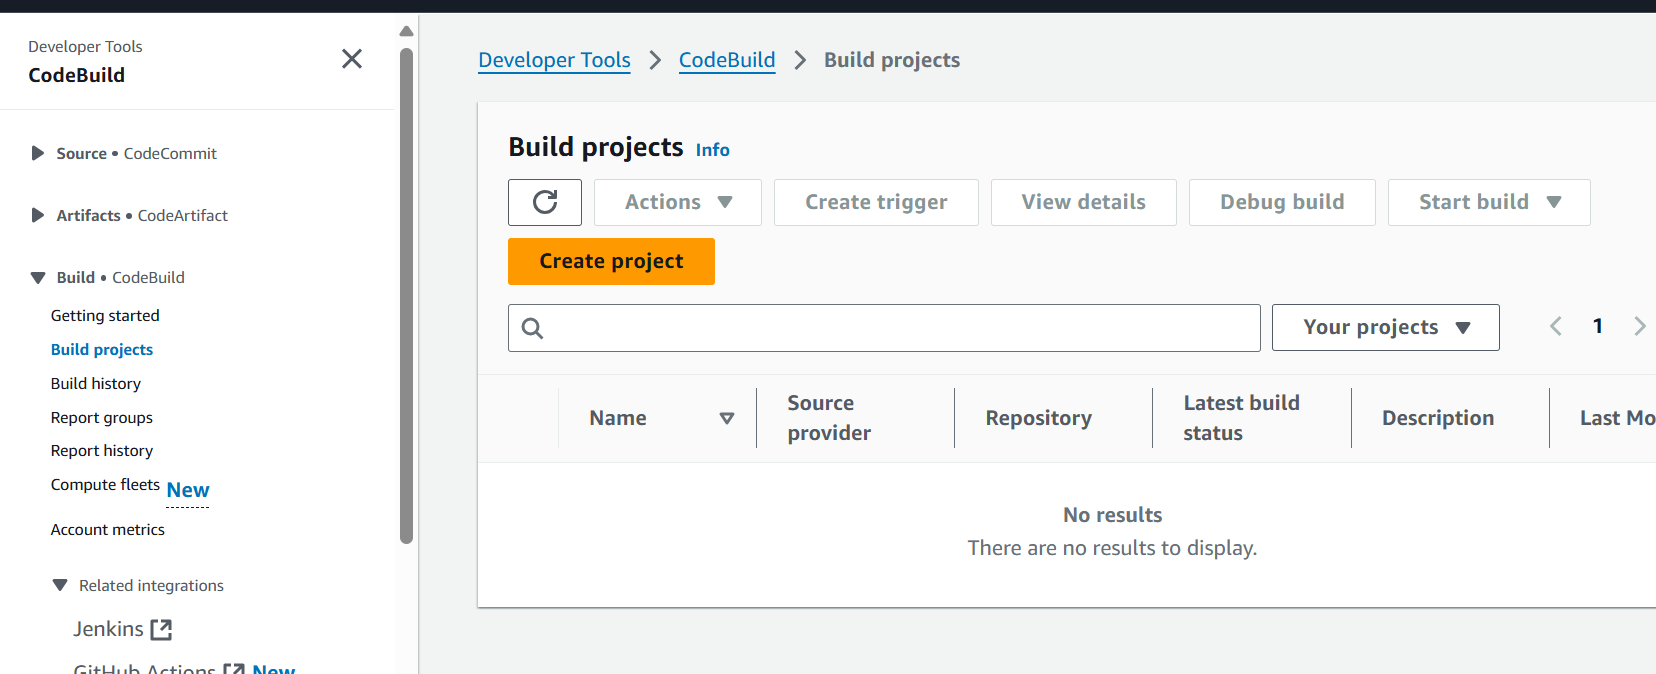 Developer Tools
CodeBuild
Source • CodeCommit
Artifacts • CodeArtifact
Build • CodeBuild
Getting started
Build projects
Build history
Report groups
Report history
Compute fleets New
Account metrics
Related integrations
Jenkins
GitHub Actions New
Developer Tools > CodeBuild > Build projects
Build projects Info
Actions Create trigger View details Debug build Start build
Create project
Your projects 1
Name Source provider Repository Latest build status Description Last Mo
No results
There are no results to display.